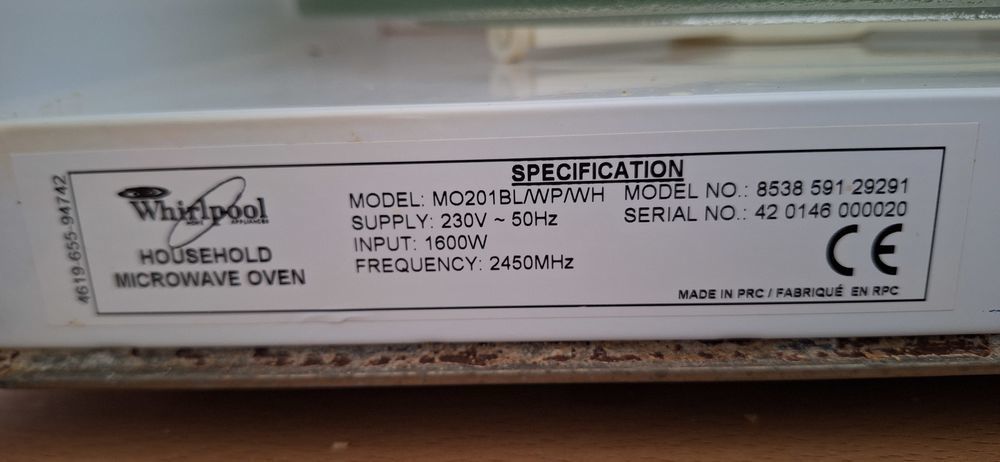 SPECIFICATION
Whirlpool
HOUSEHOLD
MICROWAVE OVEN
MODEL: MO201BL/WP/WH
SUPPLY: 230V ~ 50Hz
INPUT: 1600W
FREQUENCY: 2450MHz
MODEL NO.: 8538 591 29291
SERIAL NO.: 42 0146 000020
CE
MADE IN PRC / FABRIQUÉ EN RPC
4619-655-94742